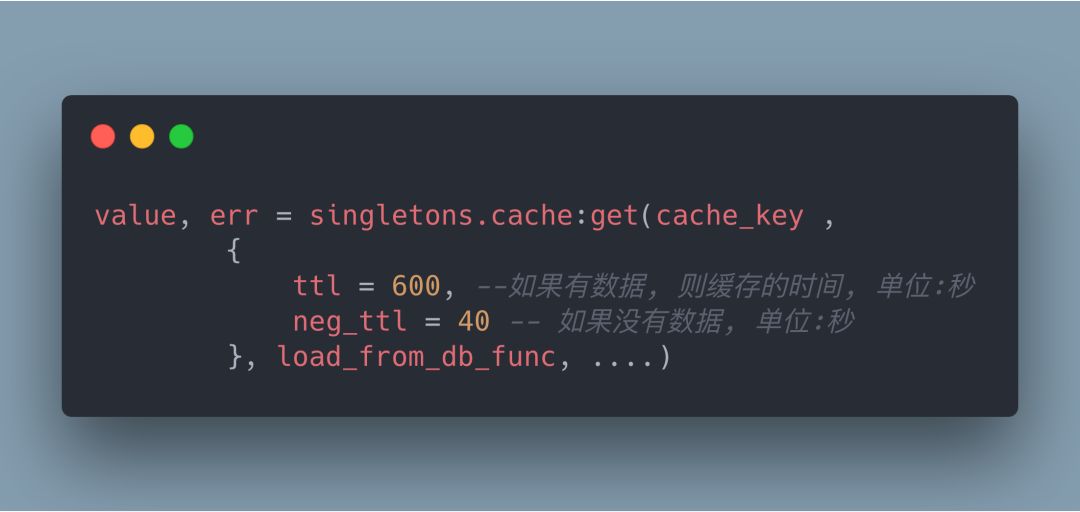 value, err = singletons.cache:get(cache_key ,
{
ttl = 600, --如果有数据, 则缓存的时间, 单位:秒
neg_ttl = 40 -- 如果没有数据, 单位:秒
}, load_from_db_func, ....)